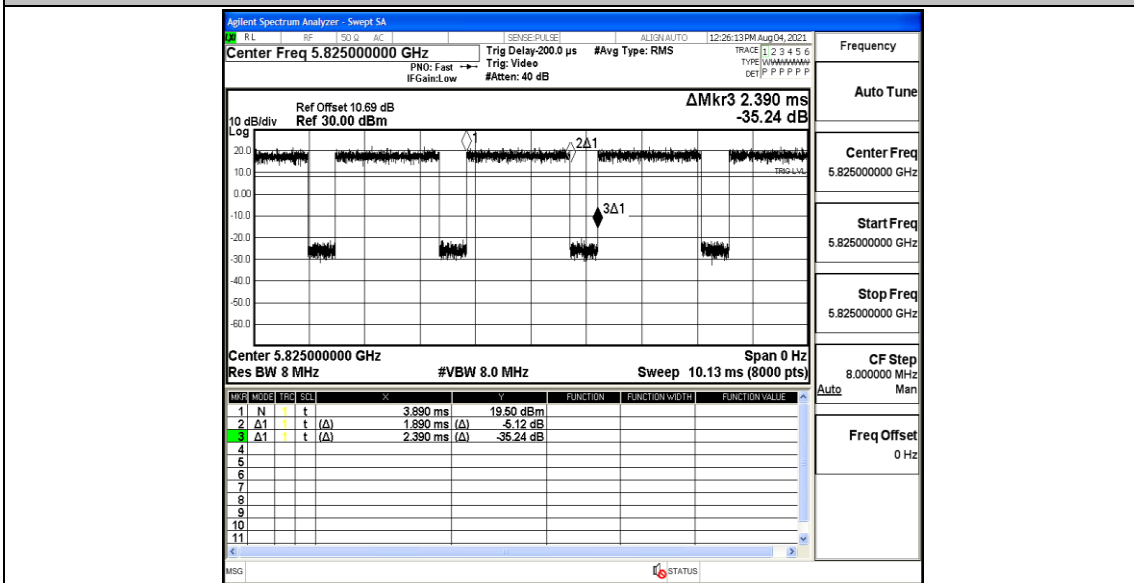 Agilent Spectrum Analyzer - Swept SA
LXI RL RF 50 Ω AC SENSE:PULSE ALIGNAUTO 12:26:13PM Aug04, 2021
Center Freq 5.825000000 GHz
PNO: Fast
IFGain:Low
Trig Delay-200.0 µs
Trig: Video
#Atten: 40 dB
#Avg Type: RMS
TRACE 1 2 3 4 5 6
TYPE
DET P P P P P P
Ref Offset 10.69 dB
10 dB/div Ref 30.00 dBm
Log
ΔMkr3 2.390 ms
-35.24 dB
20.0
10.0
0.00
-10.0
-20.0
-30.0
-40.0
-50.0
-60.0
1
2Δ1
TRIG LVL
3Δ1
Center 5.825000000 GHz Span 0 Hz
Res BW 8 MHz #VBW 8.0 MHz Sweep 10.13 ms (8000 pts)
MKR MODE TRC SCL X Y FUNCTION FUNCTION WIDTH FUNCTION VALUE
1 N 1 t 3.890 ms 19.50 dBm
2 Δ1 1 t (Δ) 1.890 ms (Δ) -5.12 dB
3 Δ1 1 t (Δ) 2.390 ms (Δ) -35.24 dB
4
5
6
7
8
9
10
11
MSG STATUS
Frequency
Auto Tune
Center Freq
5.825000000 GHz
Start Freq
5.825000000 GHz
Stop Freq
5.825000000 GHz
CF Step
8.000000 MHz
Auto Man
Freq Offset
0 Hz